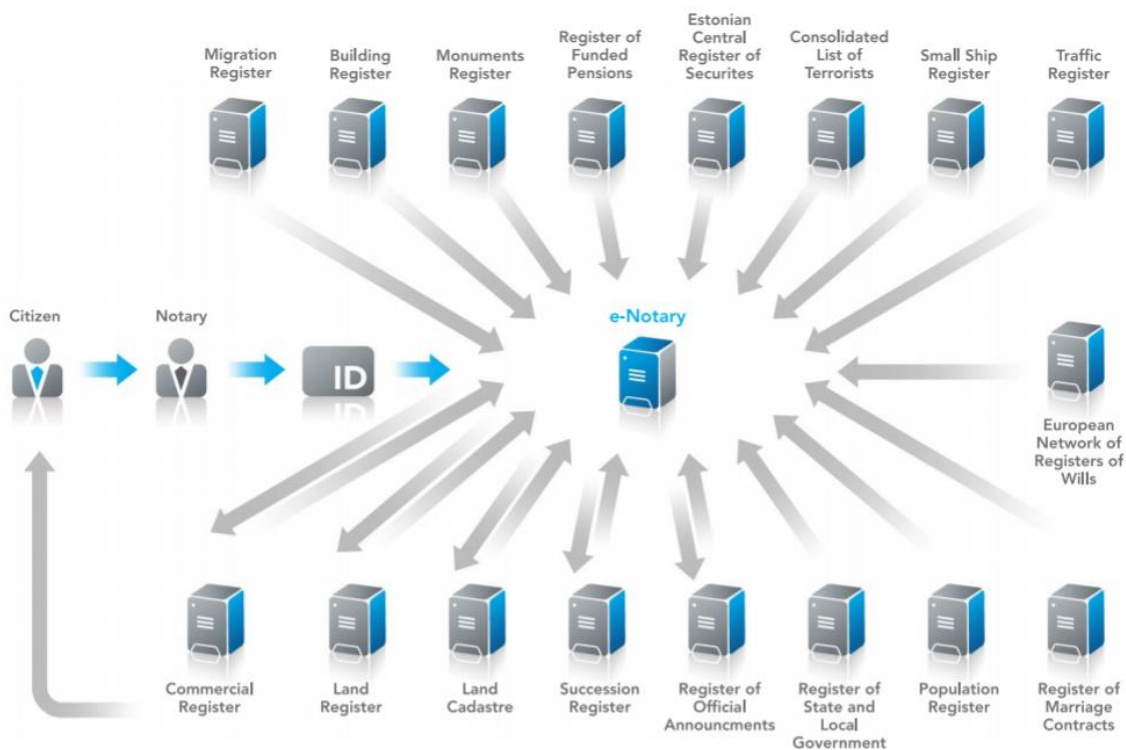 Migration
Register
Building
Register
Monuments
Register
Register of
Funded
Pensions
Estonian
Central
Register of
Securites
Consolidated
List of
Terrorists
Small Ship
Register
Traffic
Register
Citizen
Notary
ID
e-Notary
European
Network of
Registers of
Wills
Commercial
Register
Land
Register
Land
Cadastre
Succession
Register
Register of
Official
Announcments
Register of
State and
Local
Government
Population
Register
Register of
Marriage
Contracts